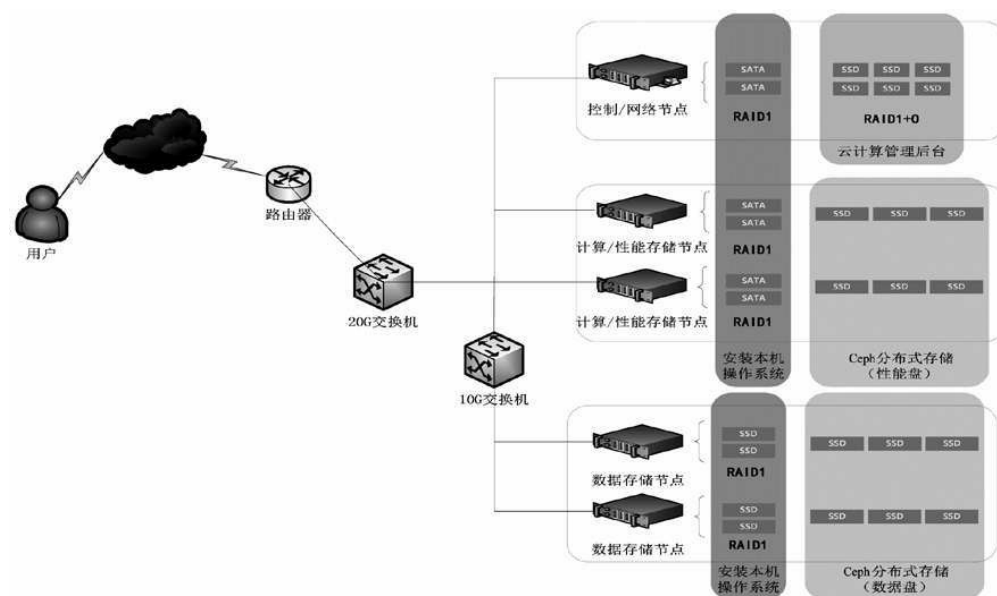 SATA
SATA
RAID1
SSD SSD SSD
SSD SSD SSD
RAID1+0
云计算管理后台
控制/网络节点
用户
路由器
20G交换机
10G交换机
SATA
SATA
RAID1
计算/性能存储节点
SSD SSD SSD
SATA
SATA
RAID1
计算/性能存储节点
SSD SSD SSD
安装本机
操作系统
Ceph分布式存储
(性能盘)
SSD
SSD
RAID1
数据存储节点
SSD SSD SSD
SSD
SSD
RAID1
数据存储节点
SSD SSD SSD
安装本机
操作系统
Ceph分布式存储
(数据盘)